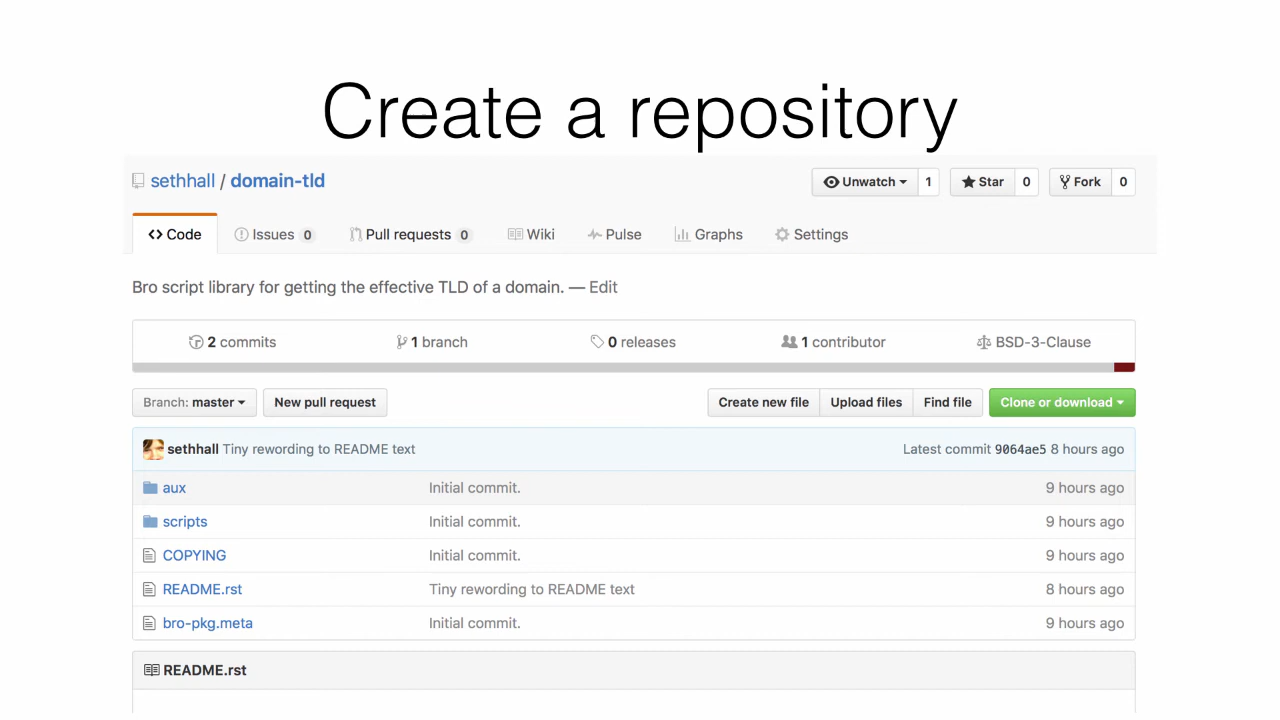 Create a repository
sethhall / domain-tld
Unwatch 1 Star 0 Fork 0
Code Issues 0 Pull requests 0 Wiki Pulse Graphs Settings
Bro script library for getting the effective TLD of a domain. — Edit
2 commits 1 branch 0 releases 1 contributor BSD-3-Clause
Branch: master New pull request Create new file Upload files Find file Clone or download
sethhall Tiny rewording to README text Latest commit 9064ae5 8 hours ago
aux Initial commit. 9 hours ago
scripts Initial commit. 9 hours ago
COPYING Initial commit. 9 hours ago
README.rst Tiny rewording to README text 8 hours ago
bro-pkg.meta Initial commit. 9 hours ago
README.rst